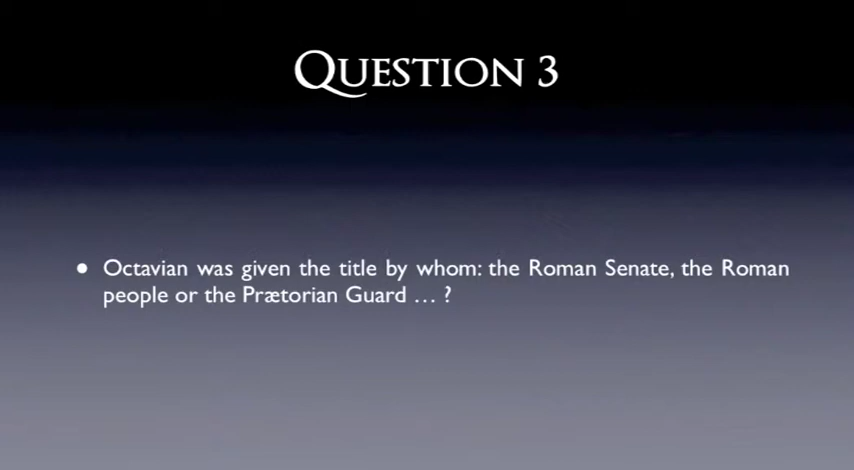 Question 3
• Octavian was given the title by whom: the Roman Senate, the Roman
people or the Prætorian Guard … ?